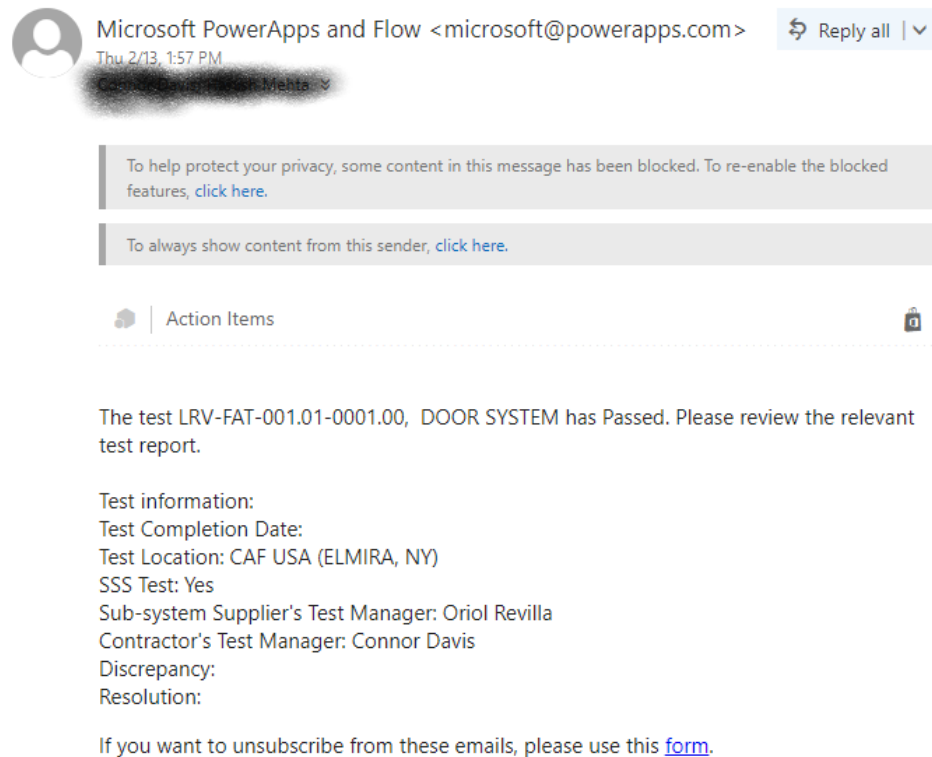 Microsoft PowerApps and Flow <microsoft@powerapps.com>
Reply all
Thu 2/13, 1:57 PM
To help protect your privacy, some content in this message has been blocked. To re-enable the blocked
features, click here.
To always show content from this sender, click here.
Action Items
The test LRV-FAT-001.01-0001.00,  DOOR SYSTEM has Passed. Please review the relevant
test report.
Test information:
Test Completion Date:
Test Location: CAF USA (ELMIRA, NY)
SSS Test: Yes
Sub-system Supplier's Test Manager: Oriol Revilla
Contractor's Test Manager: Connor Davis
Discrepancy:
Resolution:
If you want to unsubscribe from these emails, please use this form.